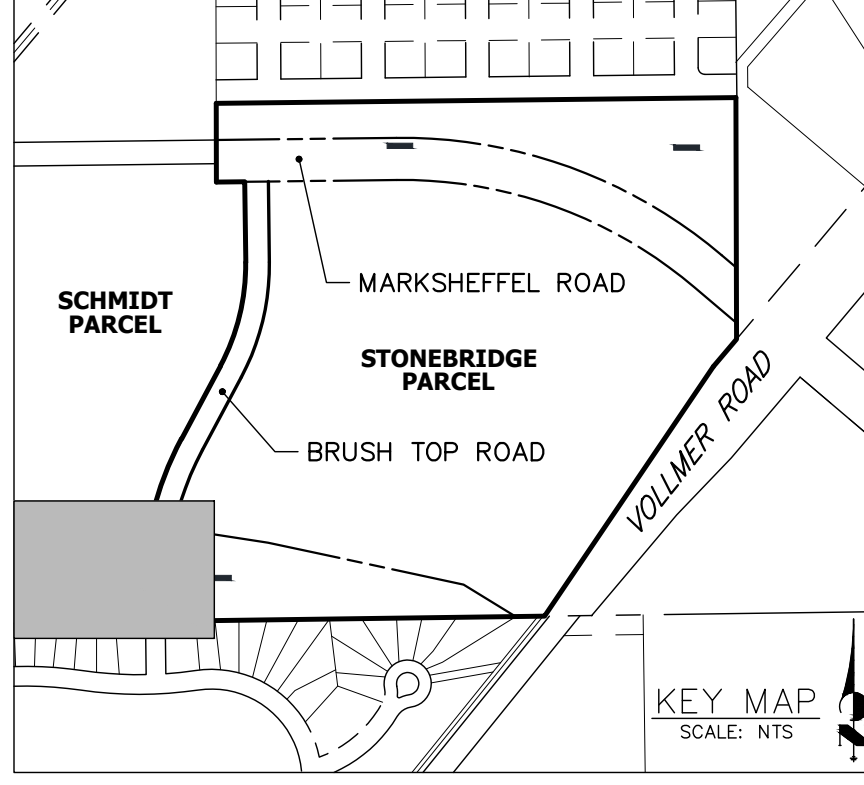 MARKSHEFFEL ROAD
SCHMIDT
PARCEL
STONEBRIDGE
PARCEL
BRUSH TOP ROAD
VOLLMER ROAD
KEY MAP
SCALE: NTS